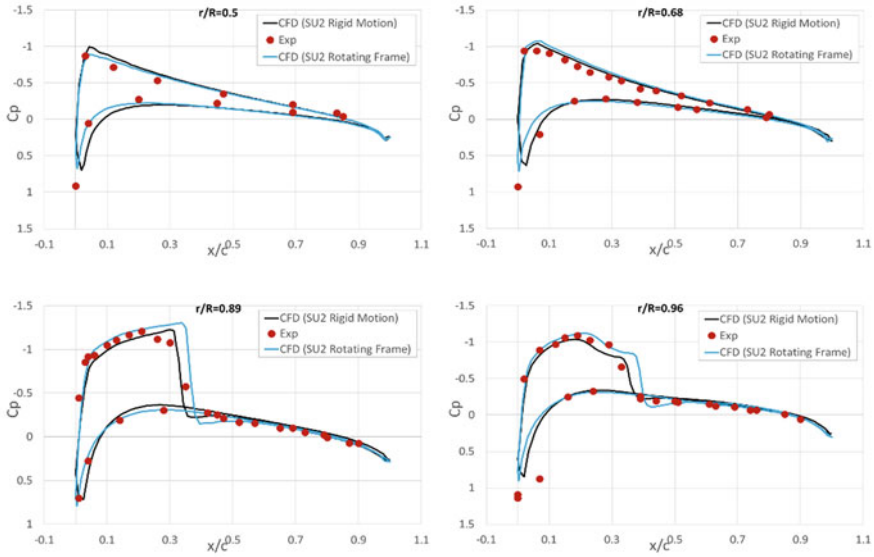 r/R=0.5
CFD (SU2 Rigid Motion)
Exp
CFD (SU2 Rotating Frame)
-1.5
-1
-0.5
0
0.5
1
1.5
Cp
-0.1
0.1
0.3
0.5
0.7
0.9
1.1
x/c
r/R=0.68
CFD (SU2 Rigid Motion)
Exp
CFD (SU2 Rotating Frame)
-1.5
-1
-0.5
0
0.5
1
1.5
-0.1
0.1
0.3
0.5
0.7
0.9
1.1
x/c
r/R=0.89
CFD (SU2 Rigid Motion)
Exp
CFD (SU2 Rotating Frame)
-1.5
-1
-0.5
0
0.5
1
Cp
-0.1
0.1
0.3
0.5
0.7
0.9
1.1
x/c
r/R=0.96
CFD (SU2 Rigid Motion)
Exp
CFD (SU2 Rotating Frame)
-1.5
-1
-0.5
0
0.5
1
1.5
-0.1
0.1
0.3
0.5
0.7
0.9
1.1
x/c